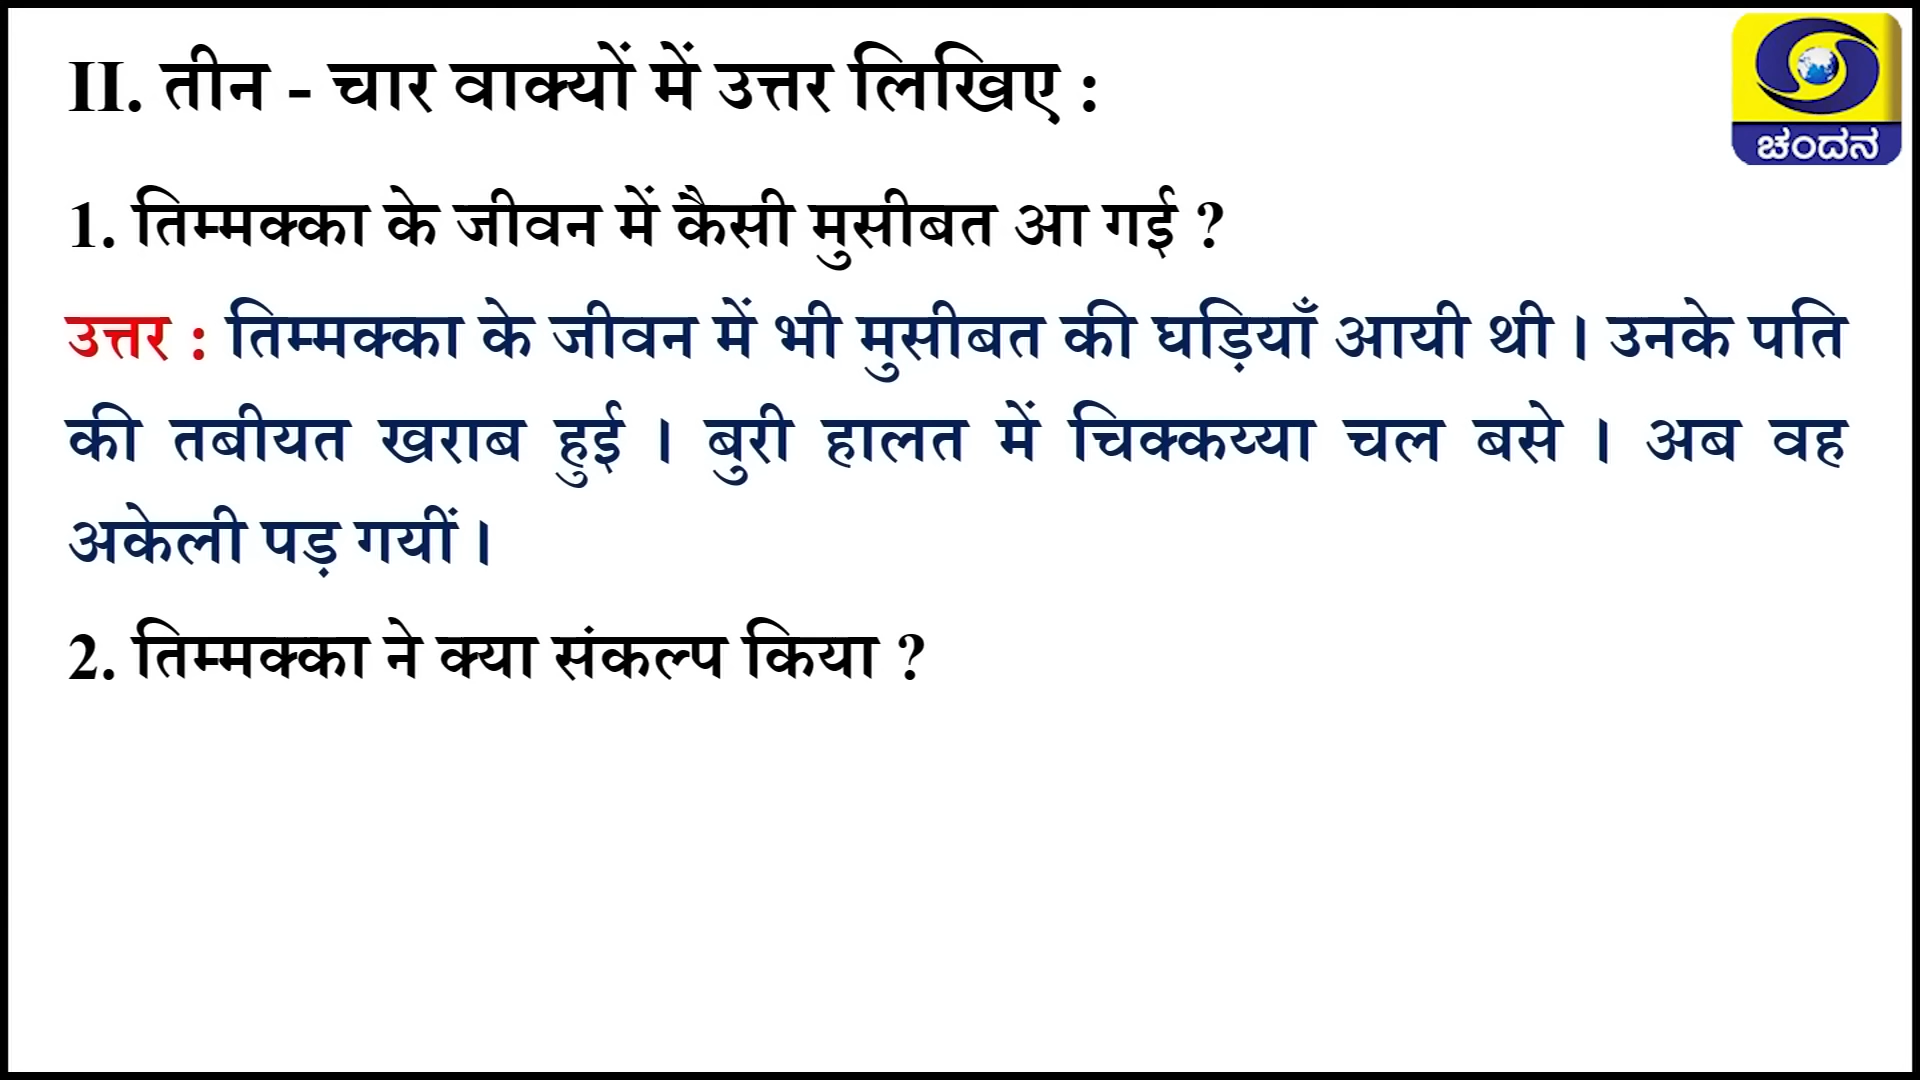 II. तीन - चार वाक्यों में उत्तर लिखिए :
ಚಂದನ
1. तिम्मक्का के जीवन में कैसी मुसीबत आ गई ?
उत्तर : तिम्मक्का के जीवन में भी मुसीबत की घड़ियाँ आयी थी । उनके पति
की तबीयत खराब हुई । बुरी हालत में चिक्कय्या चल बसे । अब वह
अकेली पड़ गयीं ।
2. तिम्मक्का ने क्या संकल्प किया ?